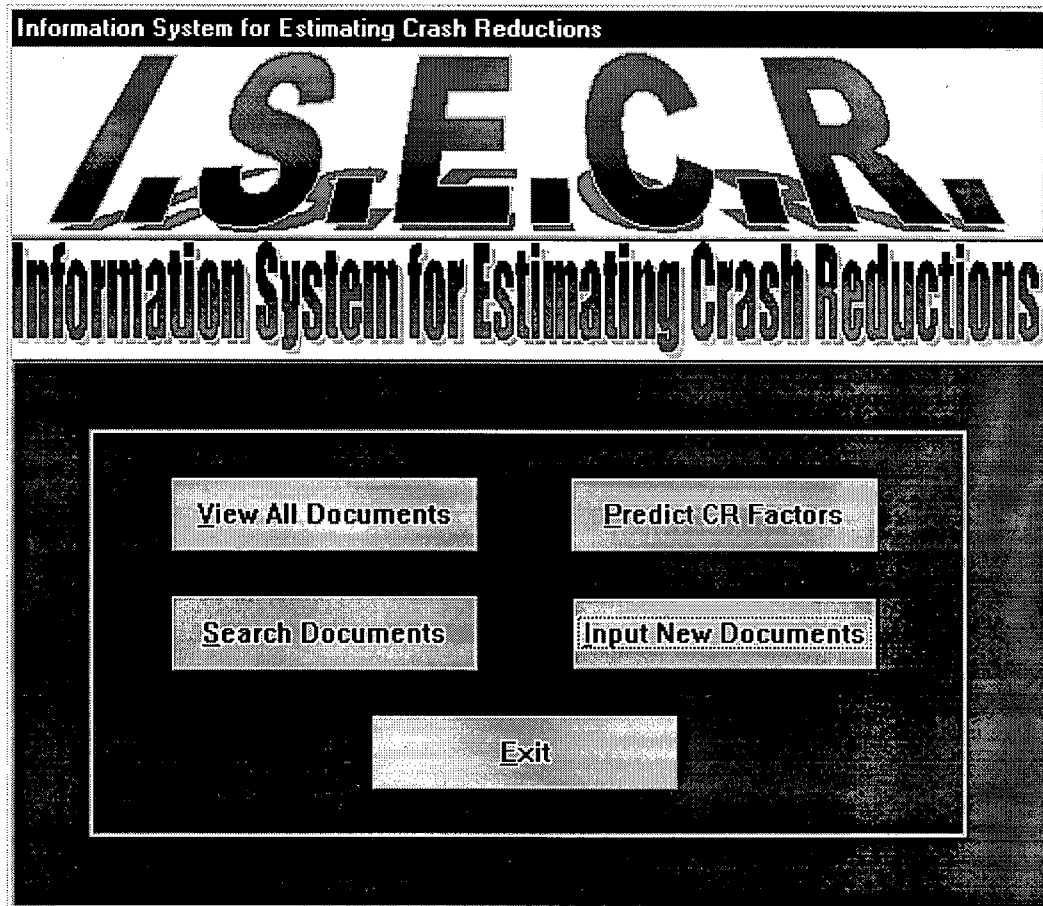 Information System for Estimating Crash Reductions
I.S.E.C.R.
Information System for Estimating Crash Reductions
View All Documents
Predict CR Factors
Search Documents
Input New Documents
Exit